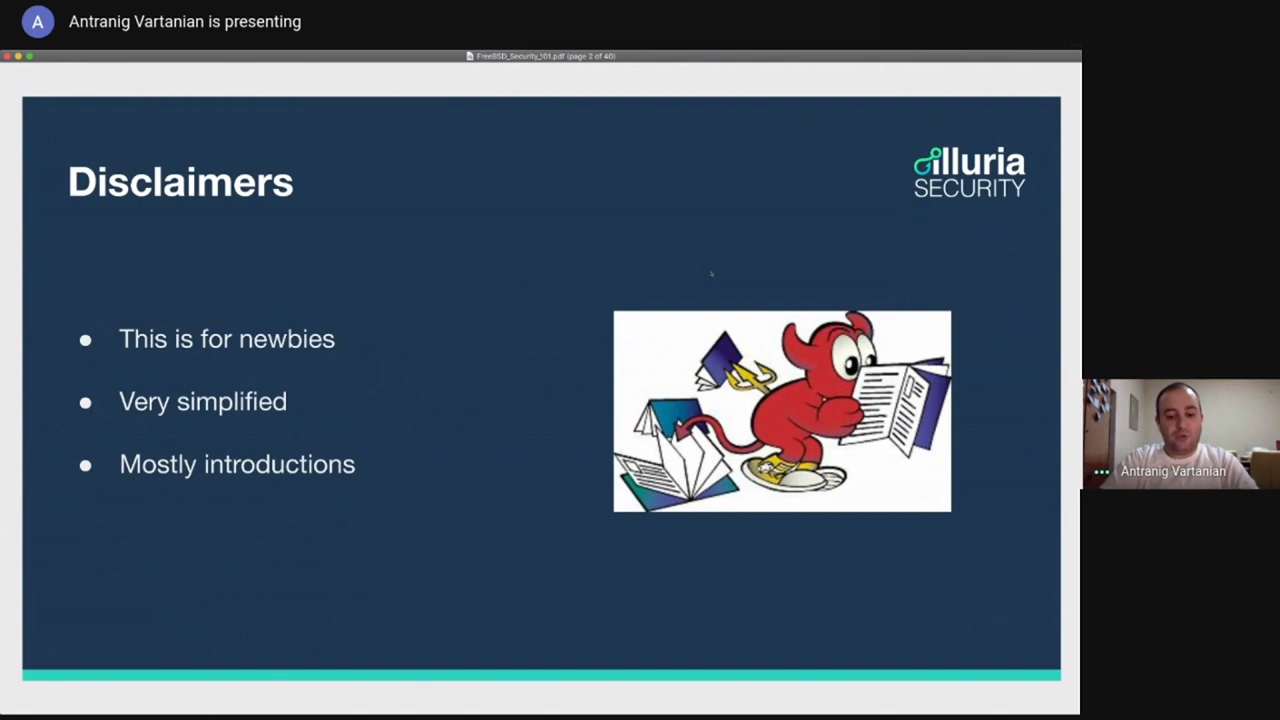 A
Antranig Vartanian is presenting
FreeBSD_Security_101.pdf (page 2 of 40)
Disclaimers
illuria
SECURITY
● This is for newbies
● Very simplified
● Mostly introductions
Antranig Vartanian